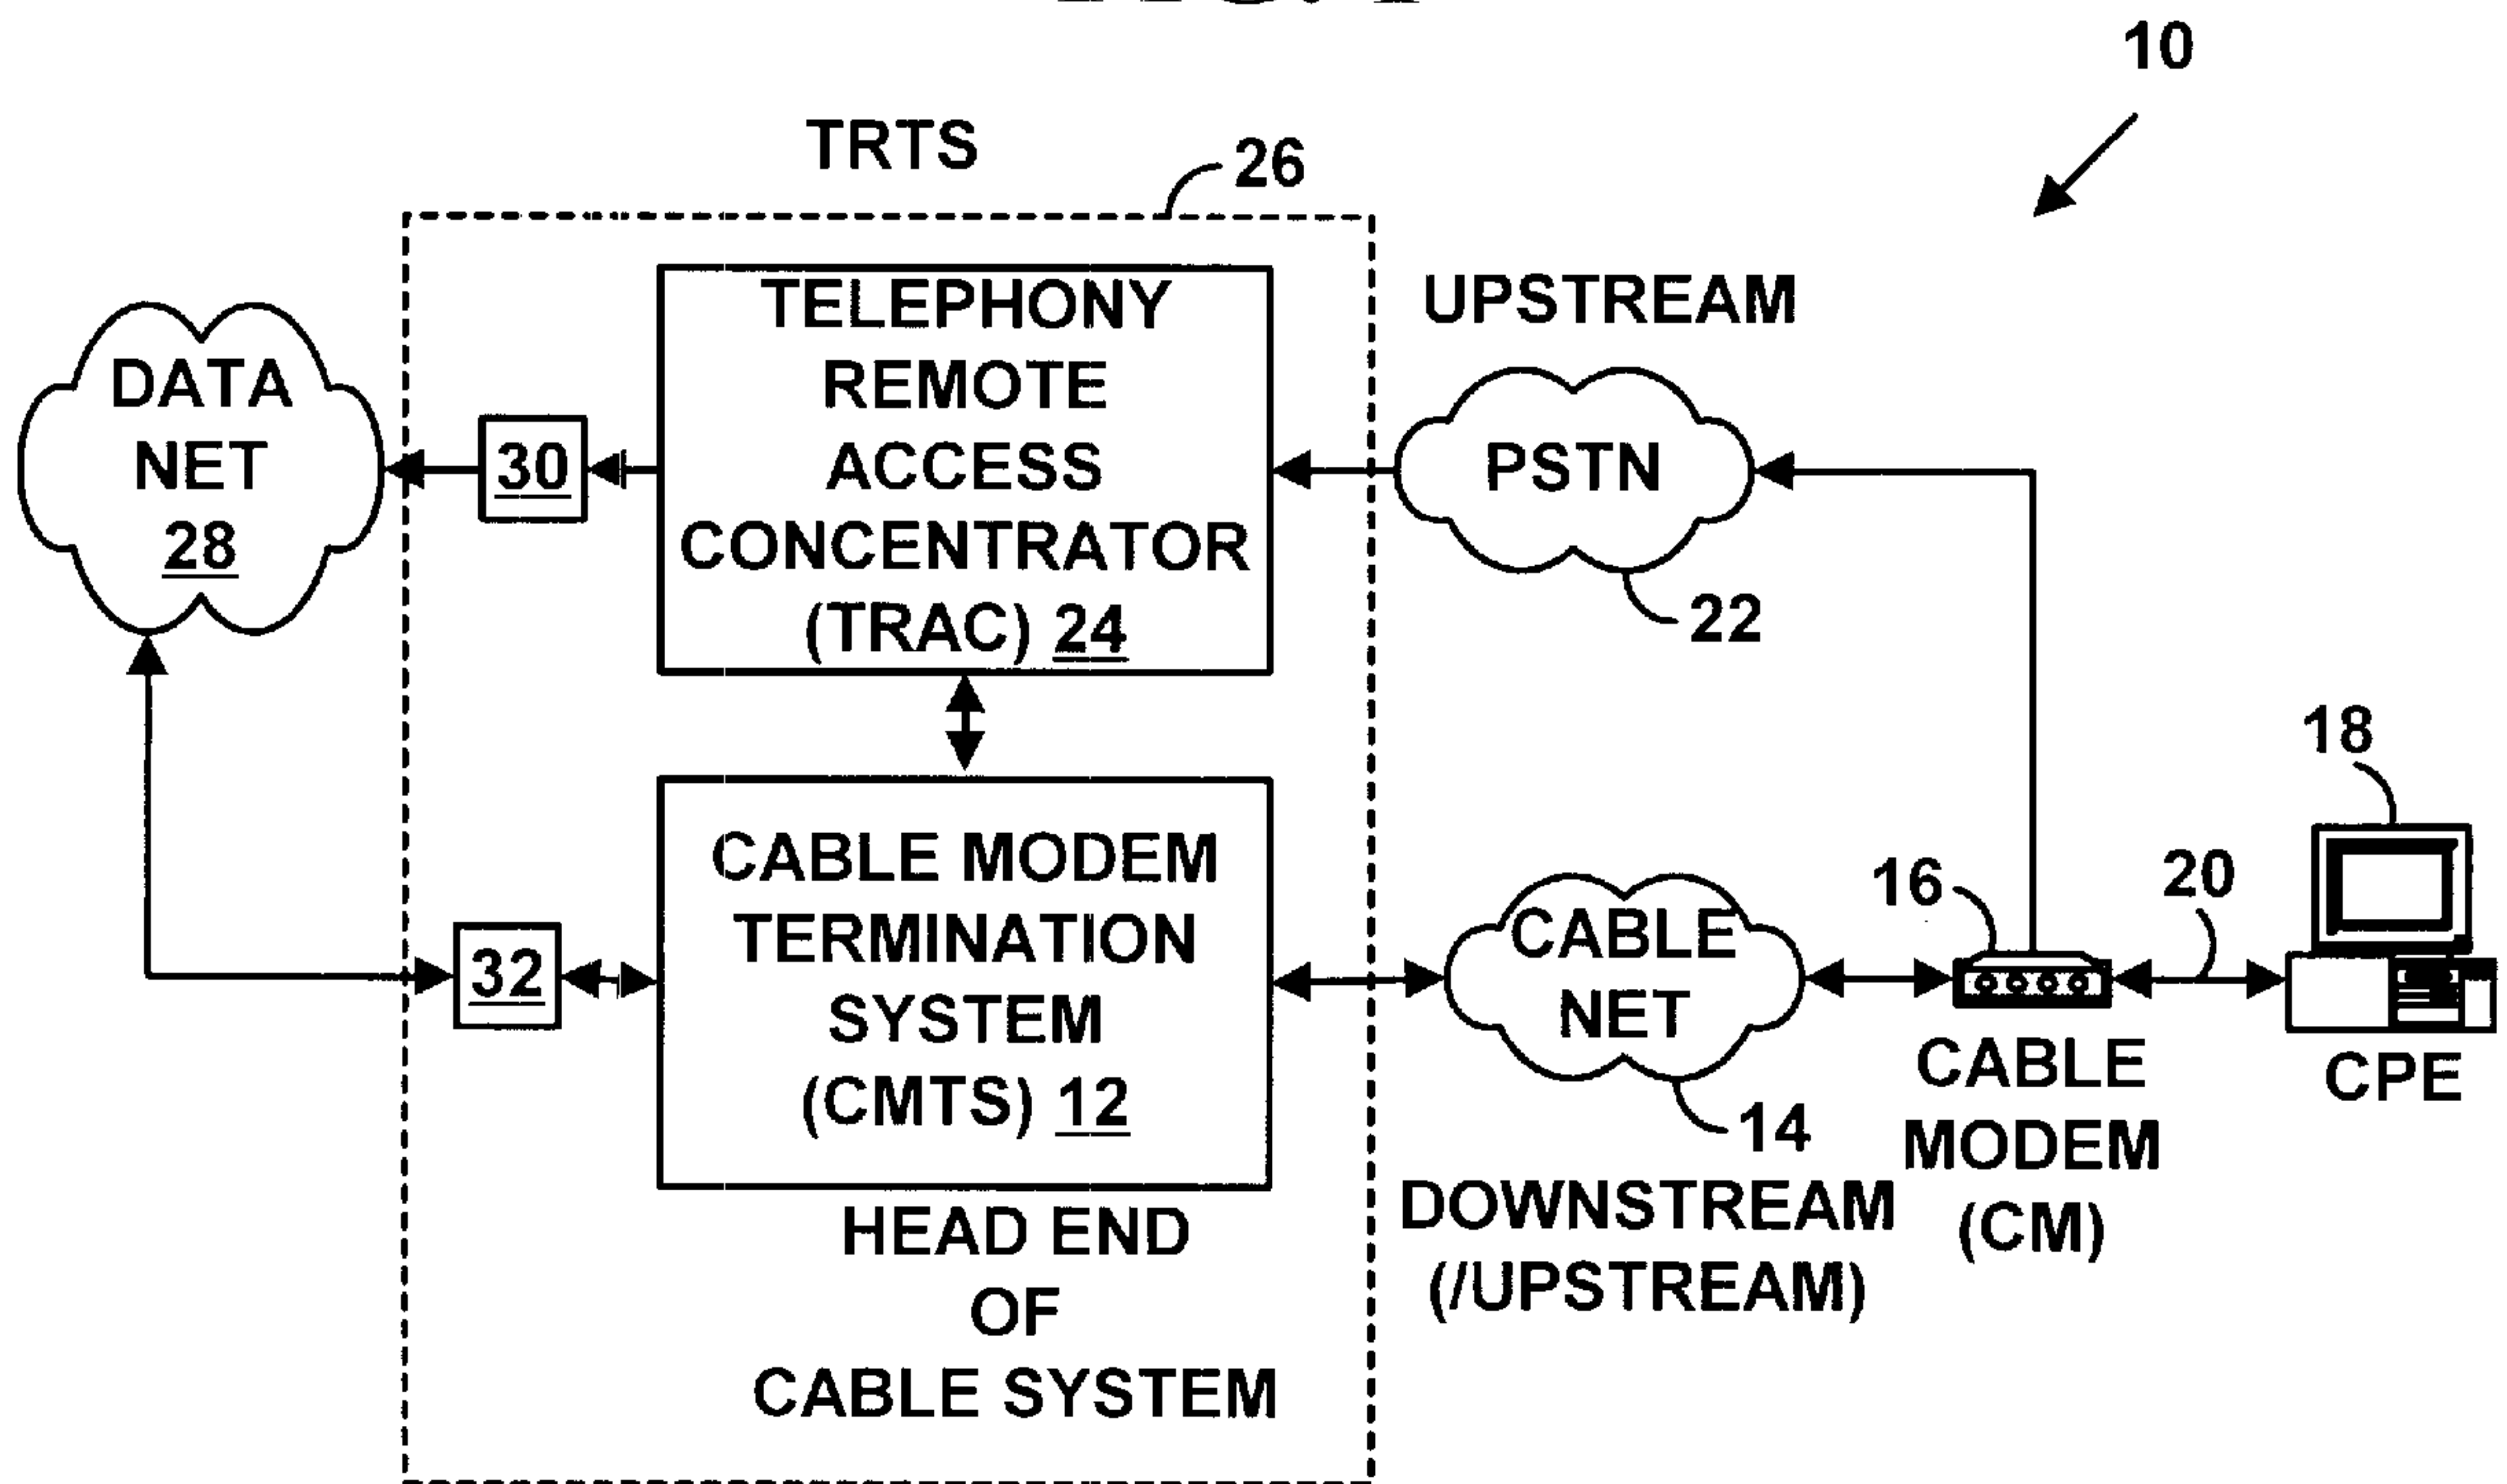 10
TRTS
26
TELEPHONY
REMOTE
ACCESS
CONCENTRATOR
(TRAC) 24
UPSTREAM
DATA
NET
28
30
PSTN
22
18
CABLE MODEM
TERMINATION
SYSTEM
(CMTS) 12
32
CABLE
NET
14
16
20
CABLE
MODEM
(CM)
CPE
DOWNSTREAM
(/UPSTREAM)
HEAD END
OF
CABLE SYSTEM